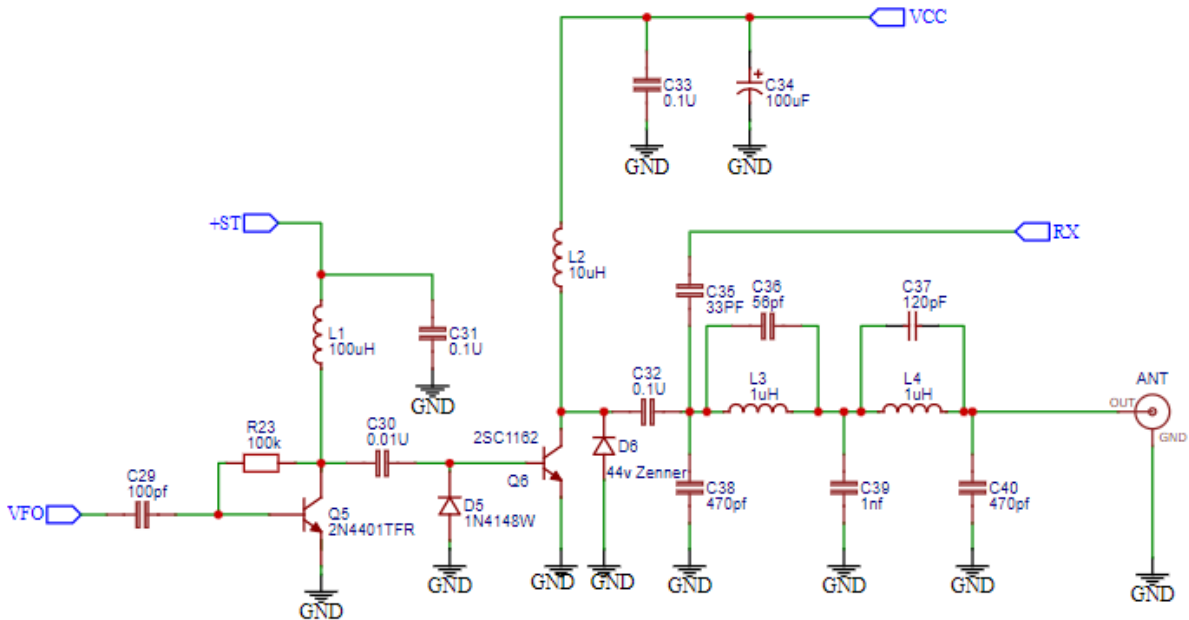 VCC
C33
0.1U
C34
100uF
GND
GND
+ST
RX
L2
10uH
C35
33PF
C36
56pf
C37
120pF
L1
100uH
C31
0.1U
GND
C32
0.1U
L3
1uH
L4
1uH
ANT
OUT
GND
R23
100k
C30
0.01U
2SC1162
Q6
D6
44v Zenner
C29
100pf
VFO
Q5
2N4401TFR
D5
1N4148W
C38
470pf
C39
1nf
C40
470pf
GND
GND
GND
GND
GND
GND
GND
GND